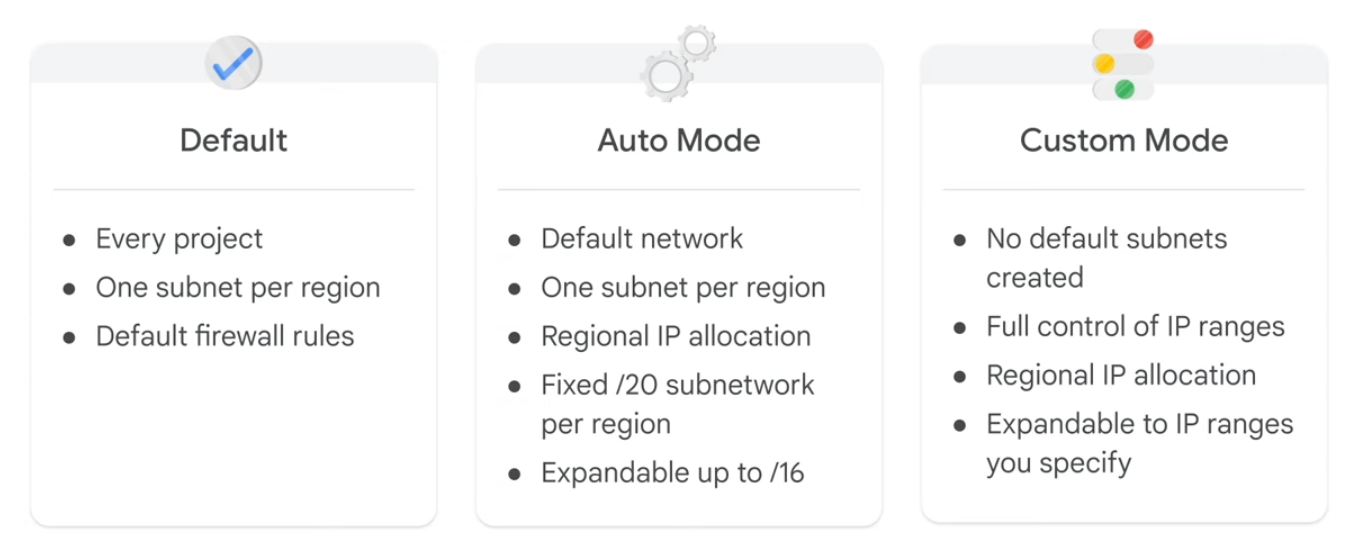 Default
● Every project
● One subnet per region
● Default firewall rules
Auto Mode
● Default network
● One subnet per region
● Regional IP allocation
● Fixed /20 subnetwork
per region
● Expandable up to /16
Custom Mode
● No default subnets
created
● Full control of IP ranges
● Regional IP allocation
● Expandable to IP ranges
you specify